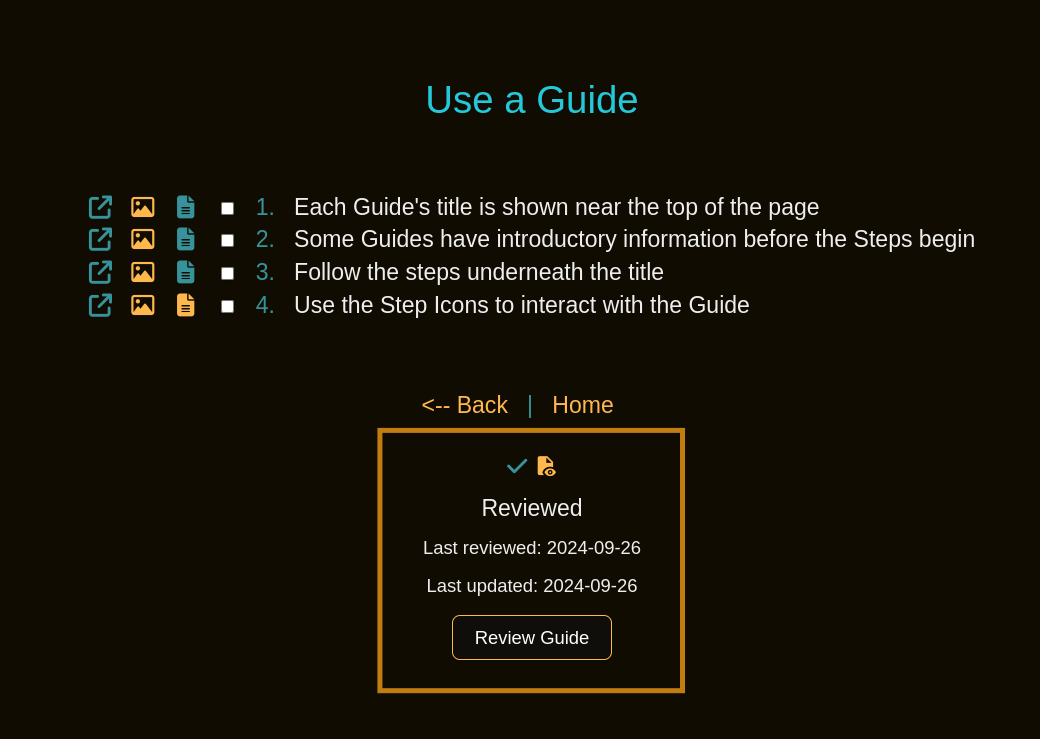 Use a Guide
1. Each Guide's title is shown near the top of the page
2. Some Guides have introductory information before the Steps begin
3. Follow the steps underneath the title
4. Use the Step Icons to interact with the Guide
<-- Back | Home
Reviewed
Last reviewed: 2024-09-26
Last updated: 2024-09-26
Review Guide